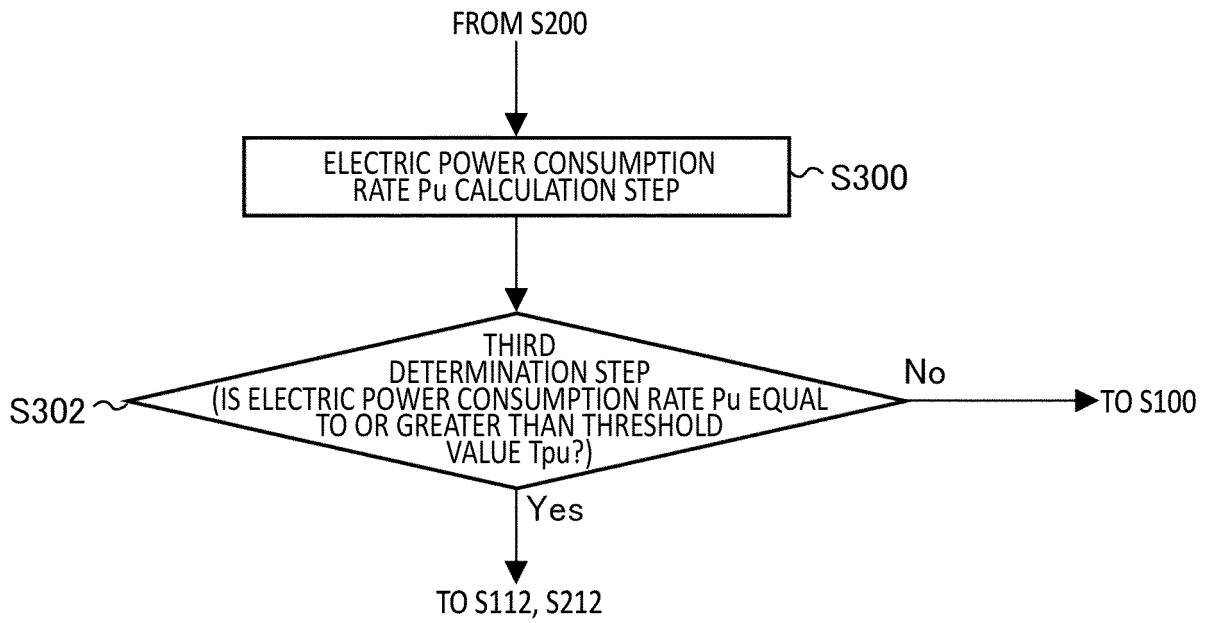 FROM S200
ELECTRIC POWER CONSUMPTION
RATE Pu CALCULATION STEP
S300
THIRD
DETERMINATION STEP
(IS ELECTRIC POWER CONSUMPTION RATE Pu EQUAL
TO OR GREATER THAN THRESHOLD
VALUE Tpu?)
S302
No
TO S100
Yes
TO S112, S212